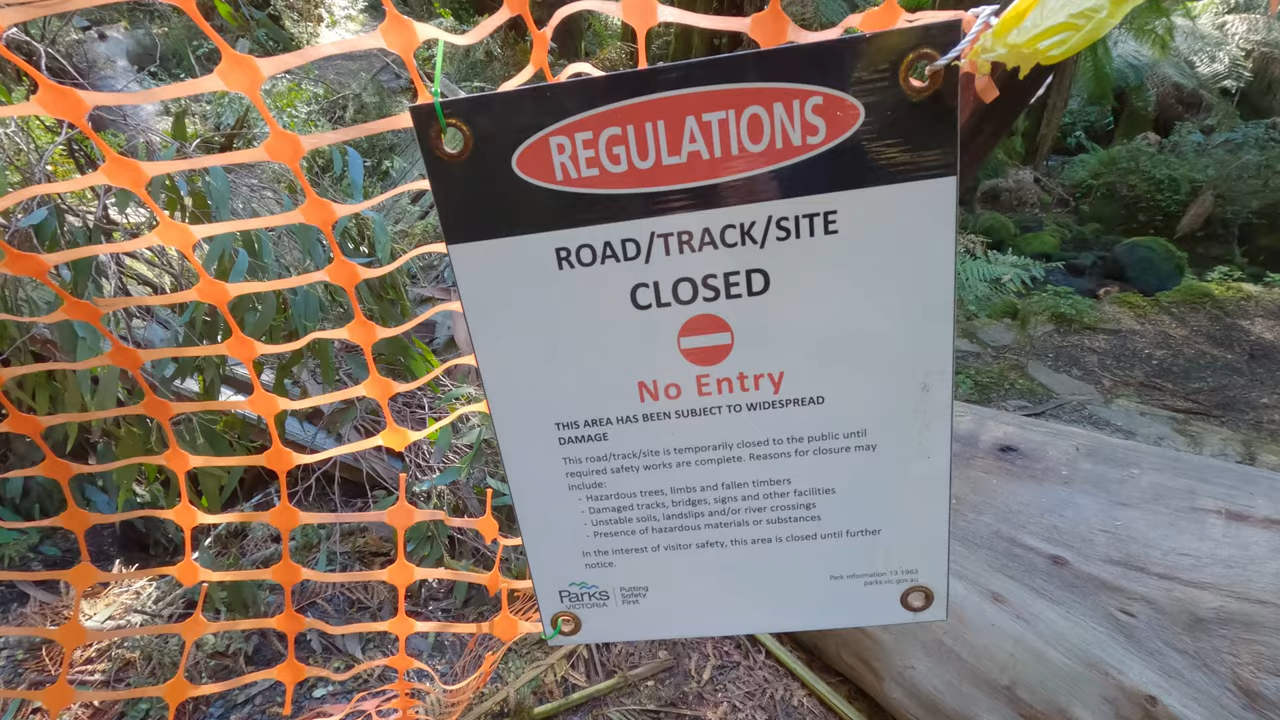 REGULATIONS
ROAD/TRACK/SITE
CLOSED
No Entry
THIS AREA HAS BEEN SUBJECT TO WIDESPREAD
DAMAGE
This road/track/site is temporarily closed to the public until
required safety works are complete. Reasons for closure may
include:
- Hazardous trees, limbs and fallen timbers
- Damaged tracks, bridges, signs and other facilities
- Unstable soils, landslips and/or river crossings
- Presence of hazardous materials or substances
In the interest of visitor safety, this area is closed until further
notice.
Parks
VICTORIA
Putting
Safety
First
Park information 13 1963
parks.vic.gov.au